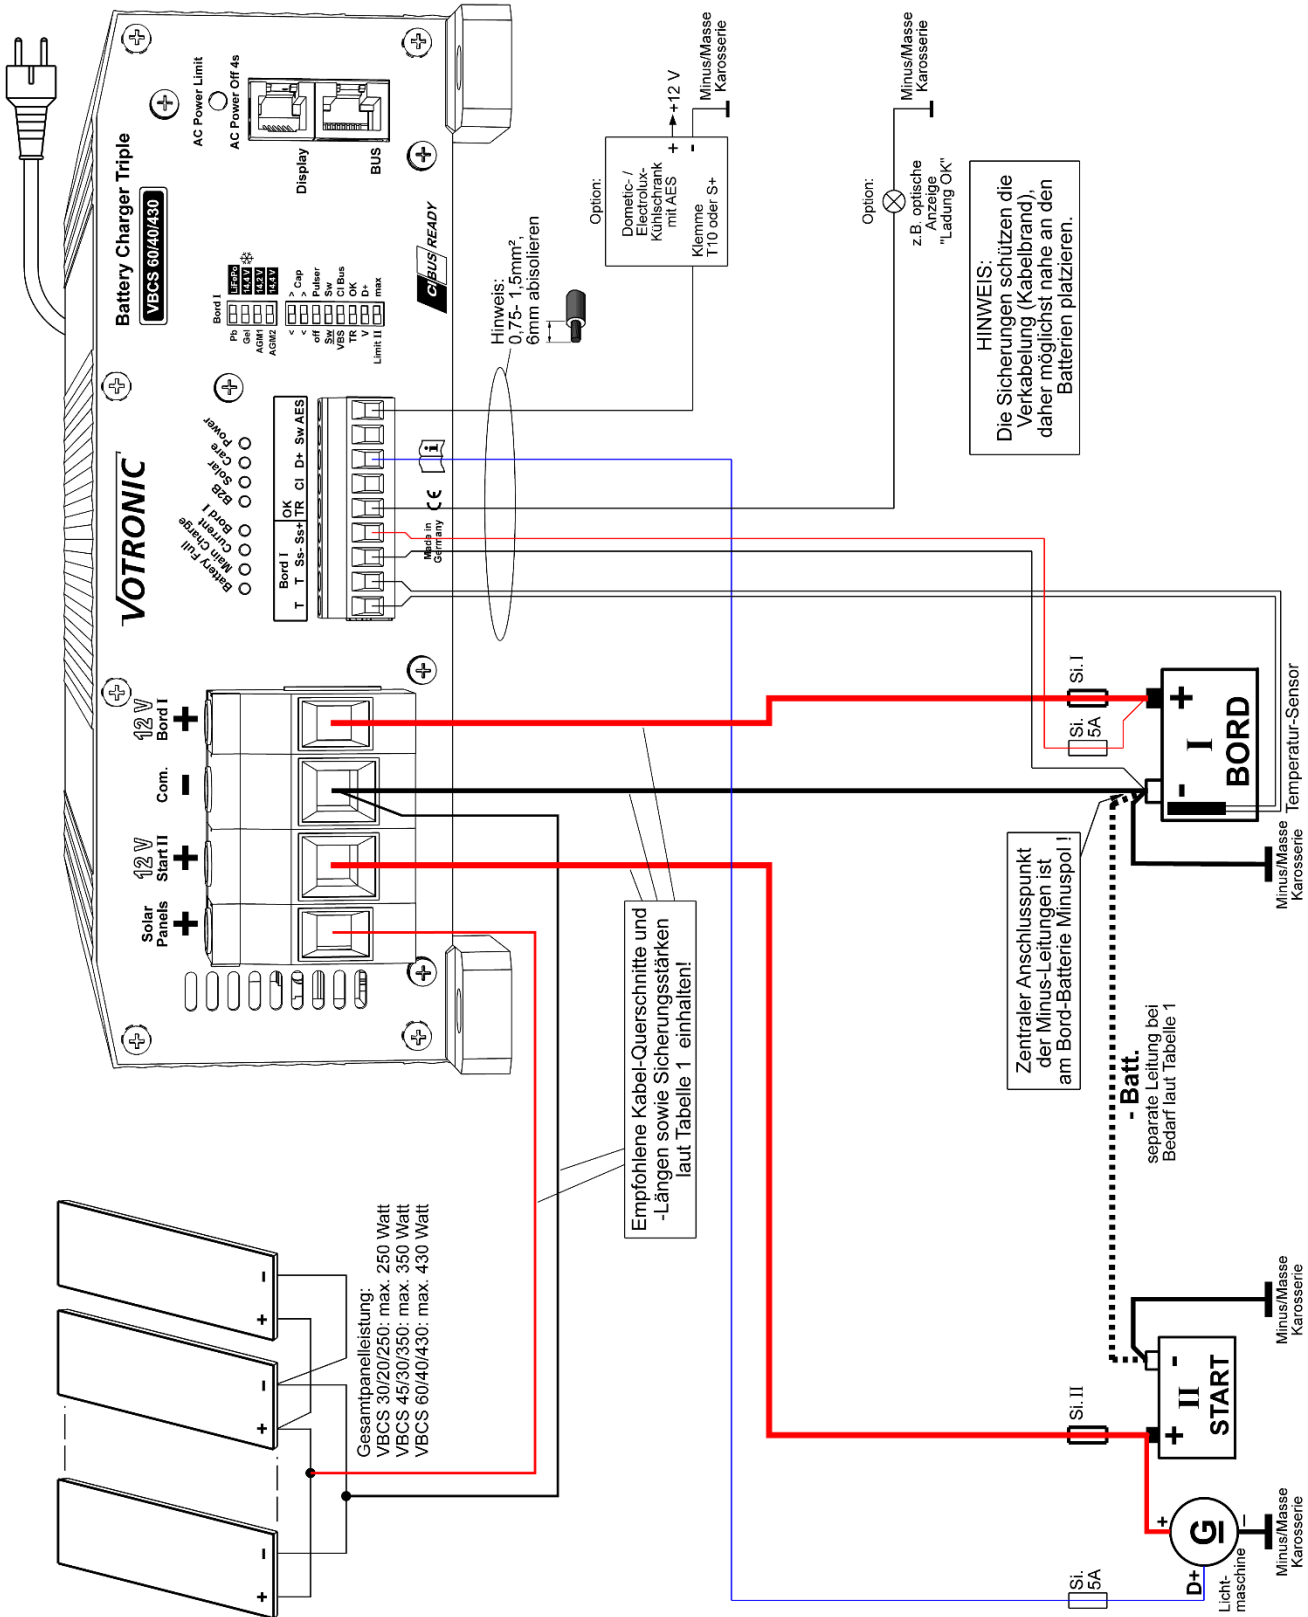 Battery Charger Triple
VBCS 60/40/430
VOTRONIC
AC Power Limit
AC Power Off 4s
Display
BUS
CI BUS READY
Bord I
Pb
LiFePo
Gel
14,4 V
AGM1
14,2 V
AGM2
14,4 V
< > Cap
< >
off Pulser
Sw Sw
VBS CI Bus
TR OK
V D+
Limit II max
Battery Full
Main Charge
Current
Bord I
B2B
Solar
Care
Power
Bord I
OK
T T Ss- Ss+ TR CI D+ Sw AES
Made in
Germany
CE
i
Solar
Panels
+
12 V
Start II
+
Com.
-
12 V
Bord I
+
Hinweis:
0,75- 1,5mm²,
6mm abisolieren
Option:
Dometic- /
Electrolux-
Kühlschrank
mit AES
Klemme
T10 oder S+
+
-
+12 V
Minus/Masse
Karosserie
Option:
z.B. optische
Anzeige
"Ladung OK"
Minus/Masse
Karosserie
HINWEIS:
Die Sicherungen schützen die
Verkabelung (Kabelbrand),
daher möglichst nahe an den
Batterien platzieren.
Gesamtpanelleistung:
VBCS 30/20/250: max. 250 Watt
VBCS 45/30/350: max. 350 Watt
VBCS 60/40/430: max. 430 Watt
+ -
+ -
+ -
Empfohlene Kabel-Querschnitte und
-Längen sowie Sicherungsstärken
laut Tabelle 1 einhalten!
Zentraler Anschlusspunkt
der Minus-Leitungen ist
am Bord-Batterie Minuspol !
- Batt.
separate Leitung bei
Bedarf laut Tabelle 1
Si. I
Si.
5A
- +
I
BORD
Temperatur-Sensor
Minus/Masse
Karosserie
Si. II
+ -
II
START
Minus/Masse
Karosserie
Si.
5A
D+
+
G
-
Licht-
maschine
Minus/Masse
Karosserie